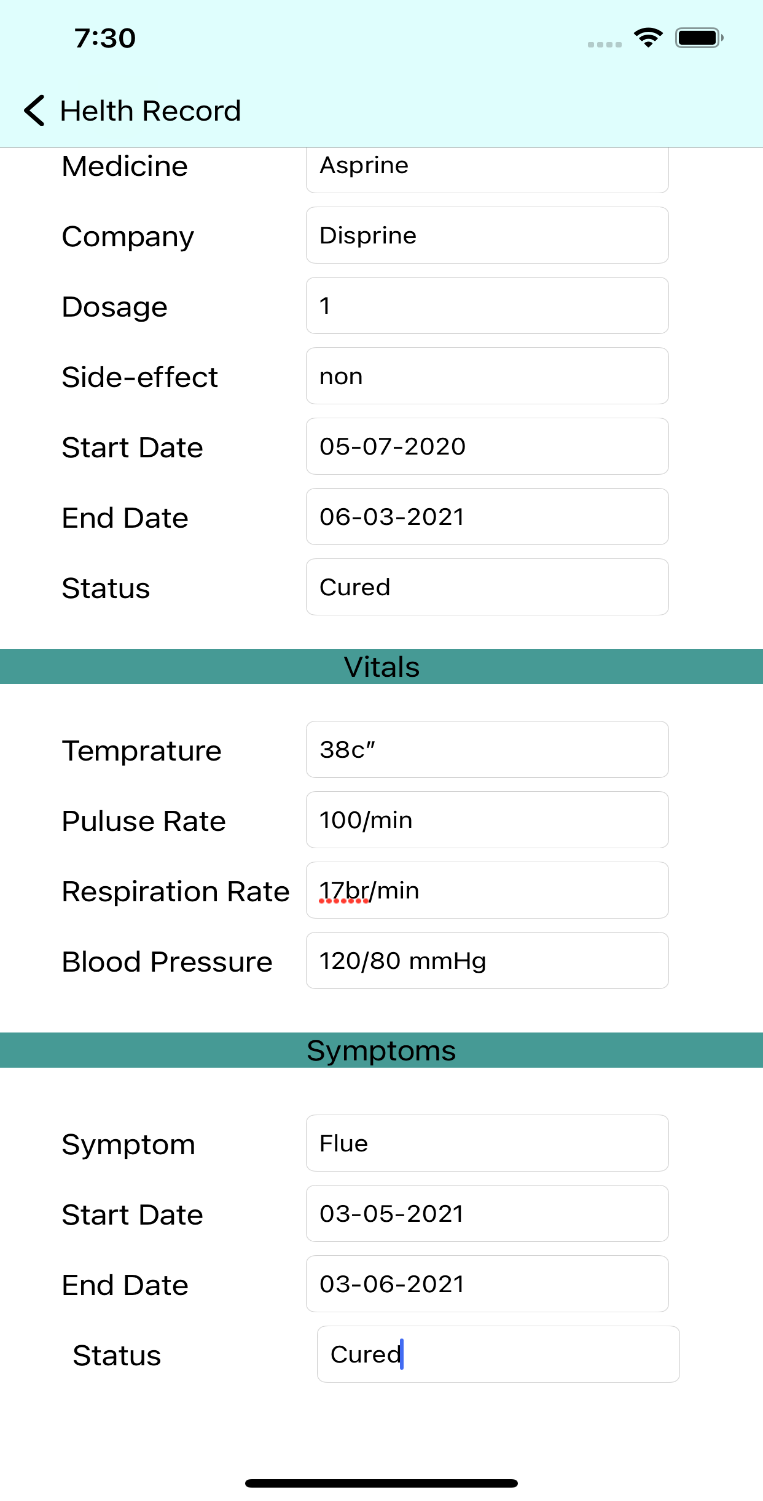 7:30
Helth Record
Medicine Asprine
Company Disprine
Dosage 1
Side-effect non
Start Date 05-07-2020
End Date 06-03-2021
Status Cured
Vitals
Temprature 38c”
Puluse Rate 100/min
Respiration Rate 17br/min
Blood Pressure 120/80 mmHg
Symptoms
Symptom Flue
Start Date 03-05-2021
End Date 03-06-2021
Status Cured